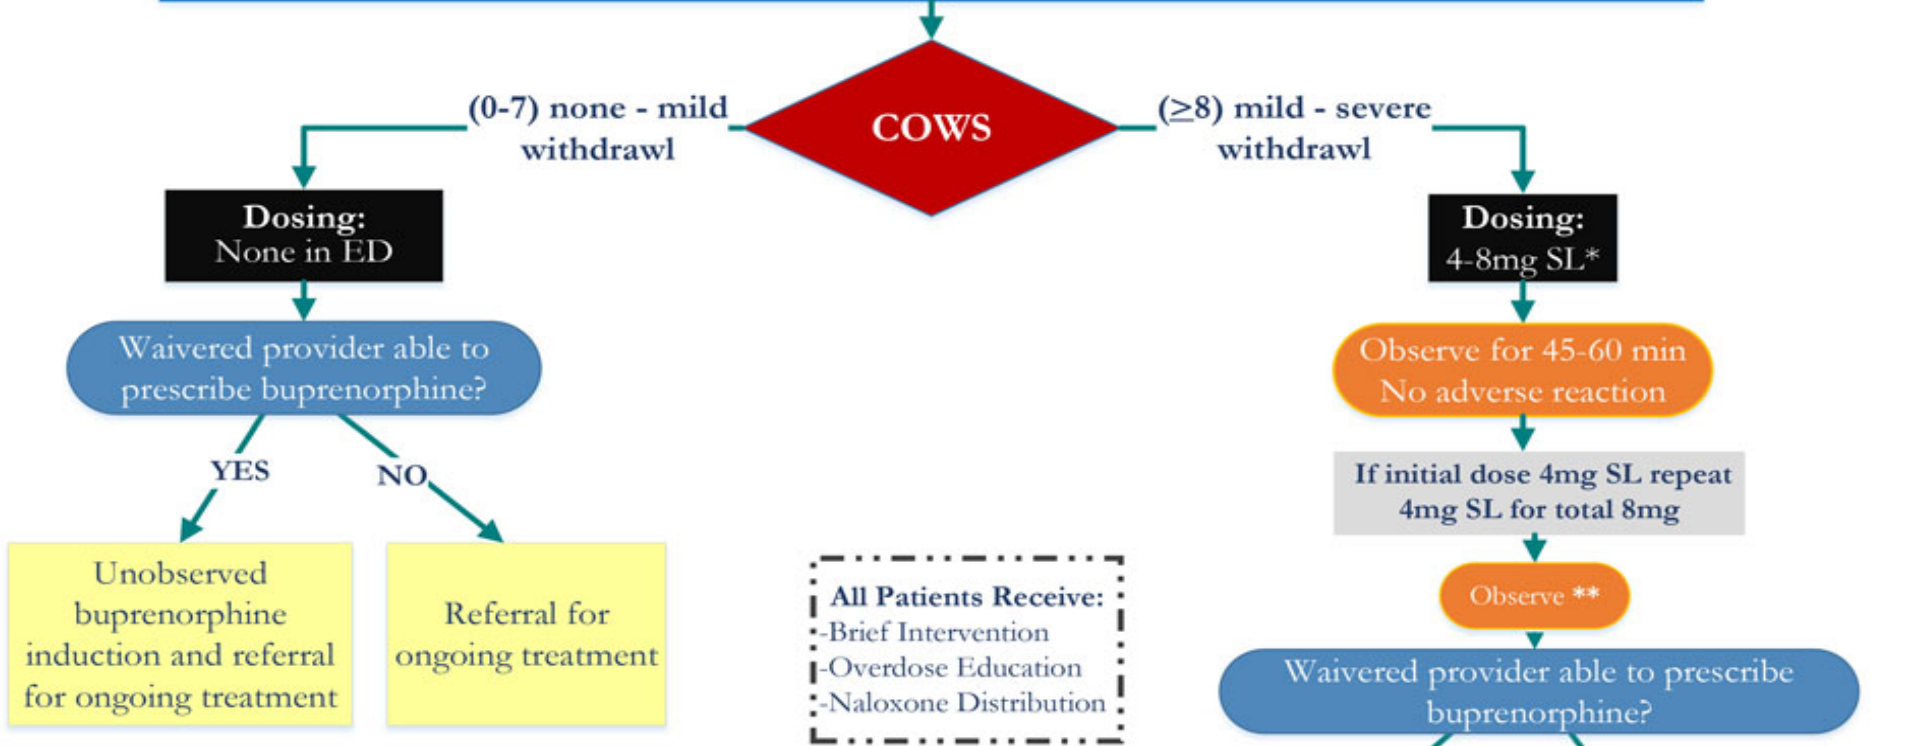 COWS
(0-7) none - mild
withdrawl
Dosing:
None in ED
Waivered provider able to
prescribe buprenorphine?
YES
NO
Unobserved
buprenorphine
induction and referral
for ongoing treatment
Referral for
ongoing treatment
All Patients Receive:
-Brief Intervention
-Overdose Education
-Naloxone Distribution
(≥8) mild - severe
withdrawl
Dosing:
4-8mg SL*
Observe for 45-60 min
No adverse reaction
If initial dose 4mg SL repeat
4mg SL for total 8mg
Observe **
Waivered provider able to prescribe
buprenorphine?